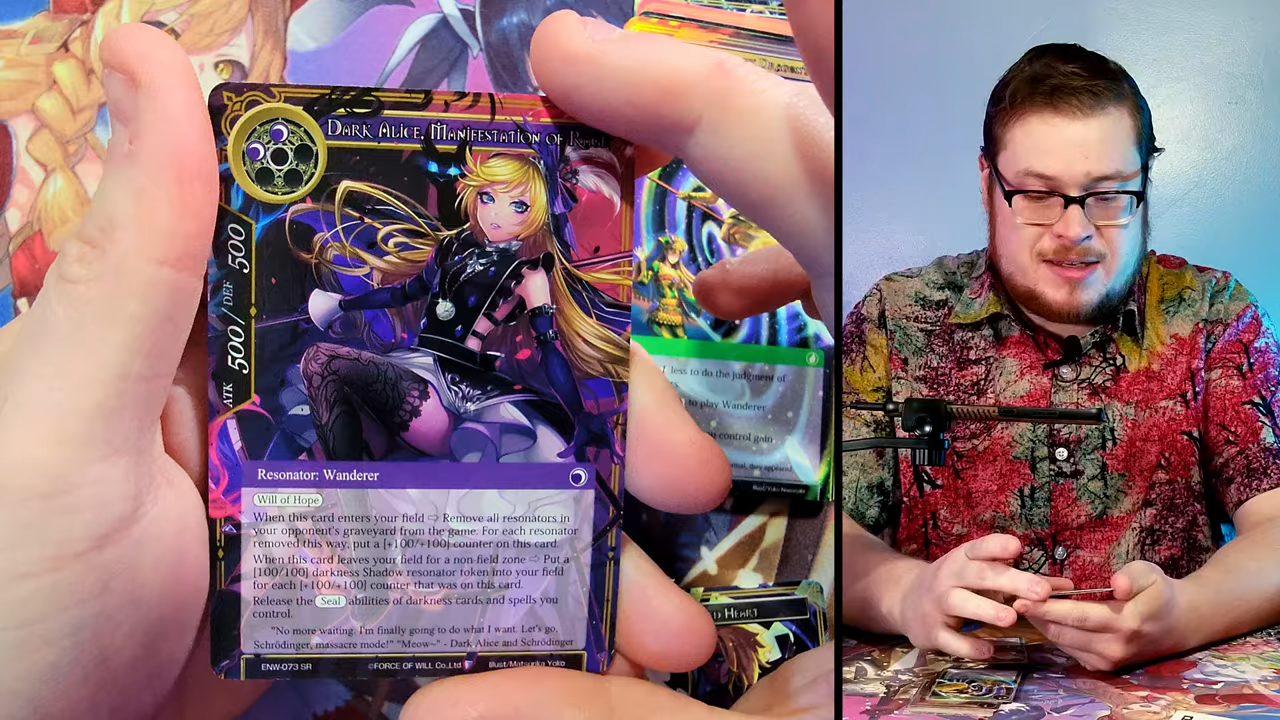 Dark Alice, Manifestation of
ATK 500 / DEF 500
Resonator: Wanderer
Will of Hope
When this card enters your field ⇨ Remove all resonators in
your opponent's graveyard from the game. For each resonator
removed this way, put a [+100/+100] counter on this card.
When this card leaves your field for a non-field zone ⇨ Put a
[100/100] darkness Shadow resonator token into your field
for each [+100/+100] counter that was on this card.
Release the Seal abilities of darkness cards and spells you
control.
"No more waiting. I'm finally going to do what I want. Let's go,
Schrödinger, massacre mode!" "Meow~" - Dark Alice and Schrödinger
ENW-073 SR ©FORCE OF WILL Co.,Ltd Illust/Matsurika Yoko
less to do the judgment of
to play Wanderer
control gain
they appeared
Heart